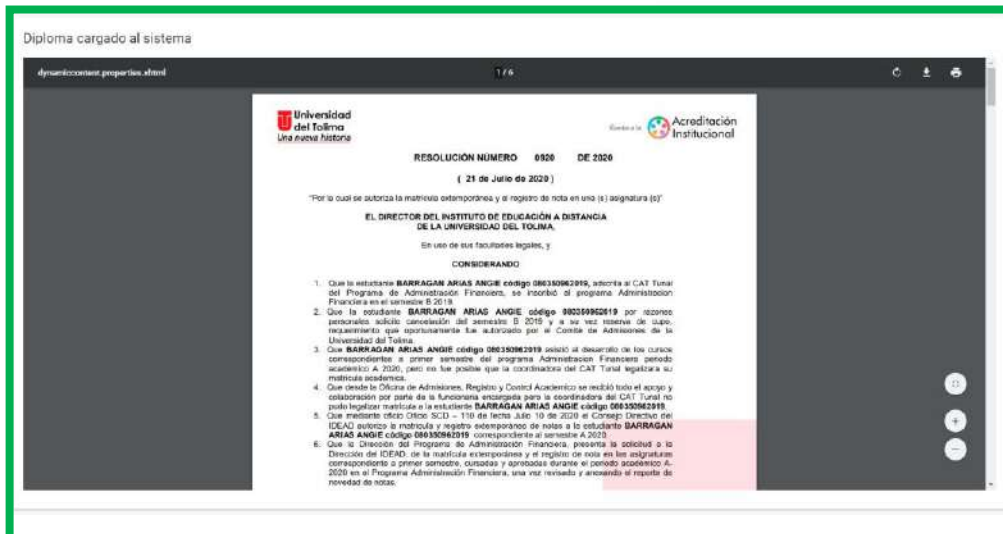 Diploma cargado al sistema
dynamiccontent.properties.xhtml
1 / 6
Universidad
del Tolima
Una nueva historia
Acreditación
Institucional
RESOLUCIÓN NÚMERO 0920 DE 2020
( 21 de Julio de 2020 )
"Por la cual se autoriza la matrícula extemporánea y el registro de nota en una (s) asignatura (s)"
EL DIRECTOR DEL INSTITUTO DE EDUCACIÓN A DISTANCIA
DE LA UNIVERSIDAD DEL TOLIMA,
En uso de sus facultades legales, y
CONSIDERANDO
1. Que la estudiante BARRAGAN ARIAS ANGIE código 080350962019, adscrita al CAT Tunal
del Programa de Administración Financiera, se inscribió al programa Administracion
Financiera en el semestre B 2019.
2. Que la estudiante BARRAGAN ARIAS ANGIE código 080350962019 por razones
personales solicito cancelación del semestre B 2019 y a su vez reserva de cupo,
requerimiento que oportunamente fue autorizado por el Comité de Admisiones de la
Universidad del Tolima.
3. Que BARRAGAN ARIAS ANGIE código 080350962019 asistió al desarrollo de los cursos
correspondientes a primer semestre del programa Administracion Financiera periodo
academico A 2020, pero no fue posible que la coordinadora del CAT Tunal legalizara su
matricula academica.
4. Que desde la Oficina de Admisiones, Registro y Control Academico se recibió todo el apoyo y
colaboración por parte de la funcionaria encargada pero la coordinadora del CAT Tunal no
pudo legalizar matricula a la estudiante BARRAGAN ARIAS ANGIE código 080350962019.
5. Que mediante oficio Oficio SCD – 110 de fecha Julio 10 de 2020 el Consejo Directivo del
IDEAD autorizo la matrícula y registro extemporáneo de notas a la estudiante BARRAGAN
ARIAS ANGIE código 080350962019 correspondiente al semestre A 2020.
6. Que la Dirección del Programa de Administración Financiera, presenta la solicitud a la
Dirección del IDEAD, de la matrícula extemporánea y el registro de nota en las asignaturas
correspondiente a primer semestre, cursadas y aprobadas durante el periodo académico A-
2020 en el Programa Administración Financiera, una vez revisado y anexando el reporte de
novedad de notas.